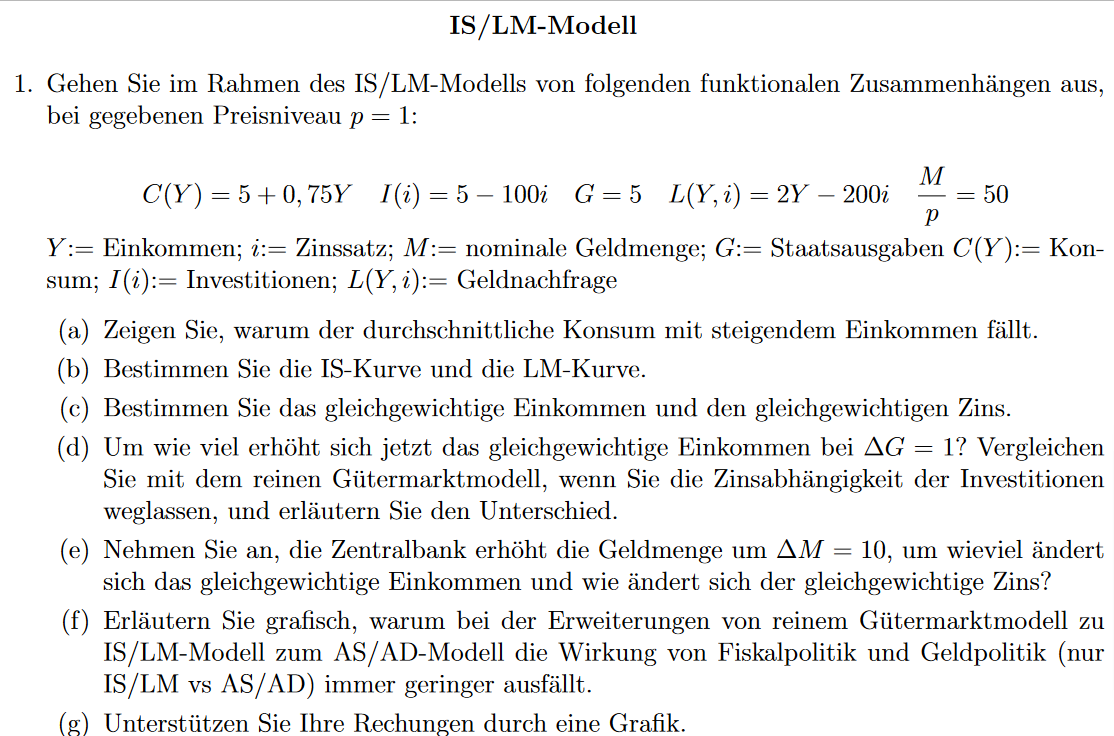 IS/LM-Modell
1. Gehen Sie im Rahmen des IS/LM-Modells von folgenden funktionalen Zusammenhängen aus,
bei gegebenen Preisniveau p = 1:
C(Y) = 5 + 0, 75Y   I(i) = 5 − 100i   G = 5   L(Y, i) = 2Y − 200i   M/p = 50
Y:= Einkommen; i:= Zinssatz; M:= nominale Geldmenge; G:= Staatsausgaben C(Y):= Kon-
sum; I(i):= Investitionen; L(Y, i):= Geldnachfrage
(a) Zeigen Sie, warum der durchschnittliche Konsum mit steigendem Einkommen fällt.
(b) Bestimmen Sie die IS-Kurve und die LM-Kurve.
(c) Bestimmen Sie das gleichgewichtige Einkommen und den gleichgewichtigen Zins.
(d) Um wie viel erhöht sich jetzt das gleichgewichtige Einkommen bei ΔG = 1? Vergleichen
Sie mit dem reinen Gütermarktmodell, wenn Sie die Zinsabhängigkeit der Investitionen
weglassen, und erläutern Sie den Unterschied.
(e) Nehmen Sie an, die Zentralbank erhöht die Geldmenge um ΔM = 10, um wieviel ändert
sich das gleichgewichtige Einkommen und wie ändert sich der gleichgewichtige Zins?
(f) Erläutern Sie grafisch, warum bei der Erweiterungen von reinem Gütermarktmodell zu
IS/LM-Modell zum AS/AD-Modell die Wirkung von Fiskalpolitik und Geldpolitik (nur
IS/LM vs AS/AD) immer geringer ausfällt.
(g) Unterstützen Sie Ihre Rechungen durch eine Grafik.